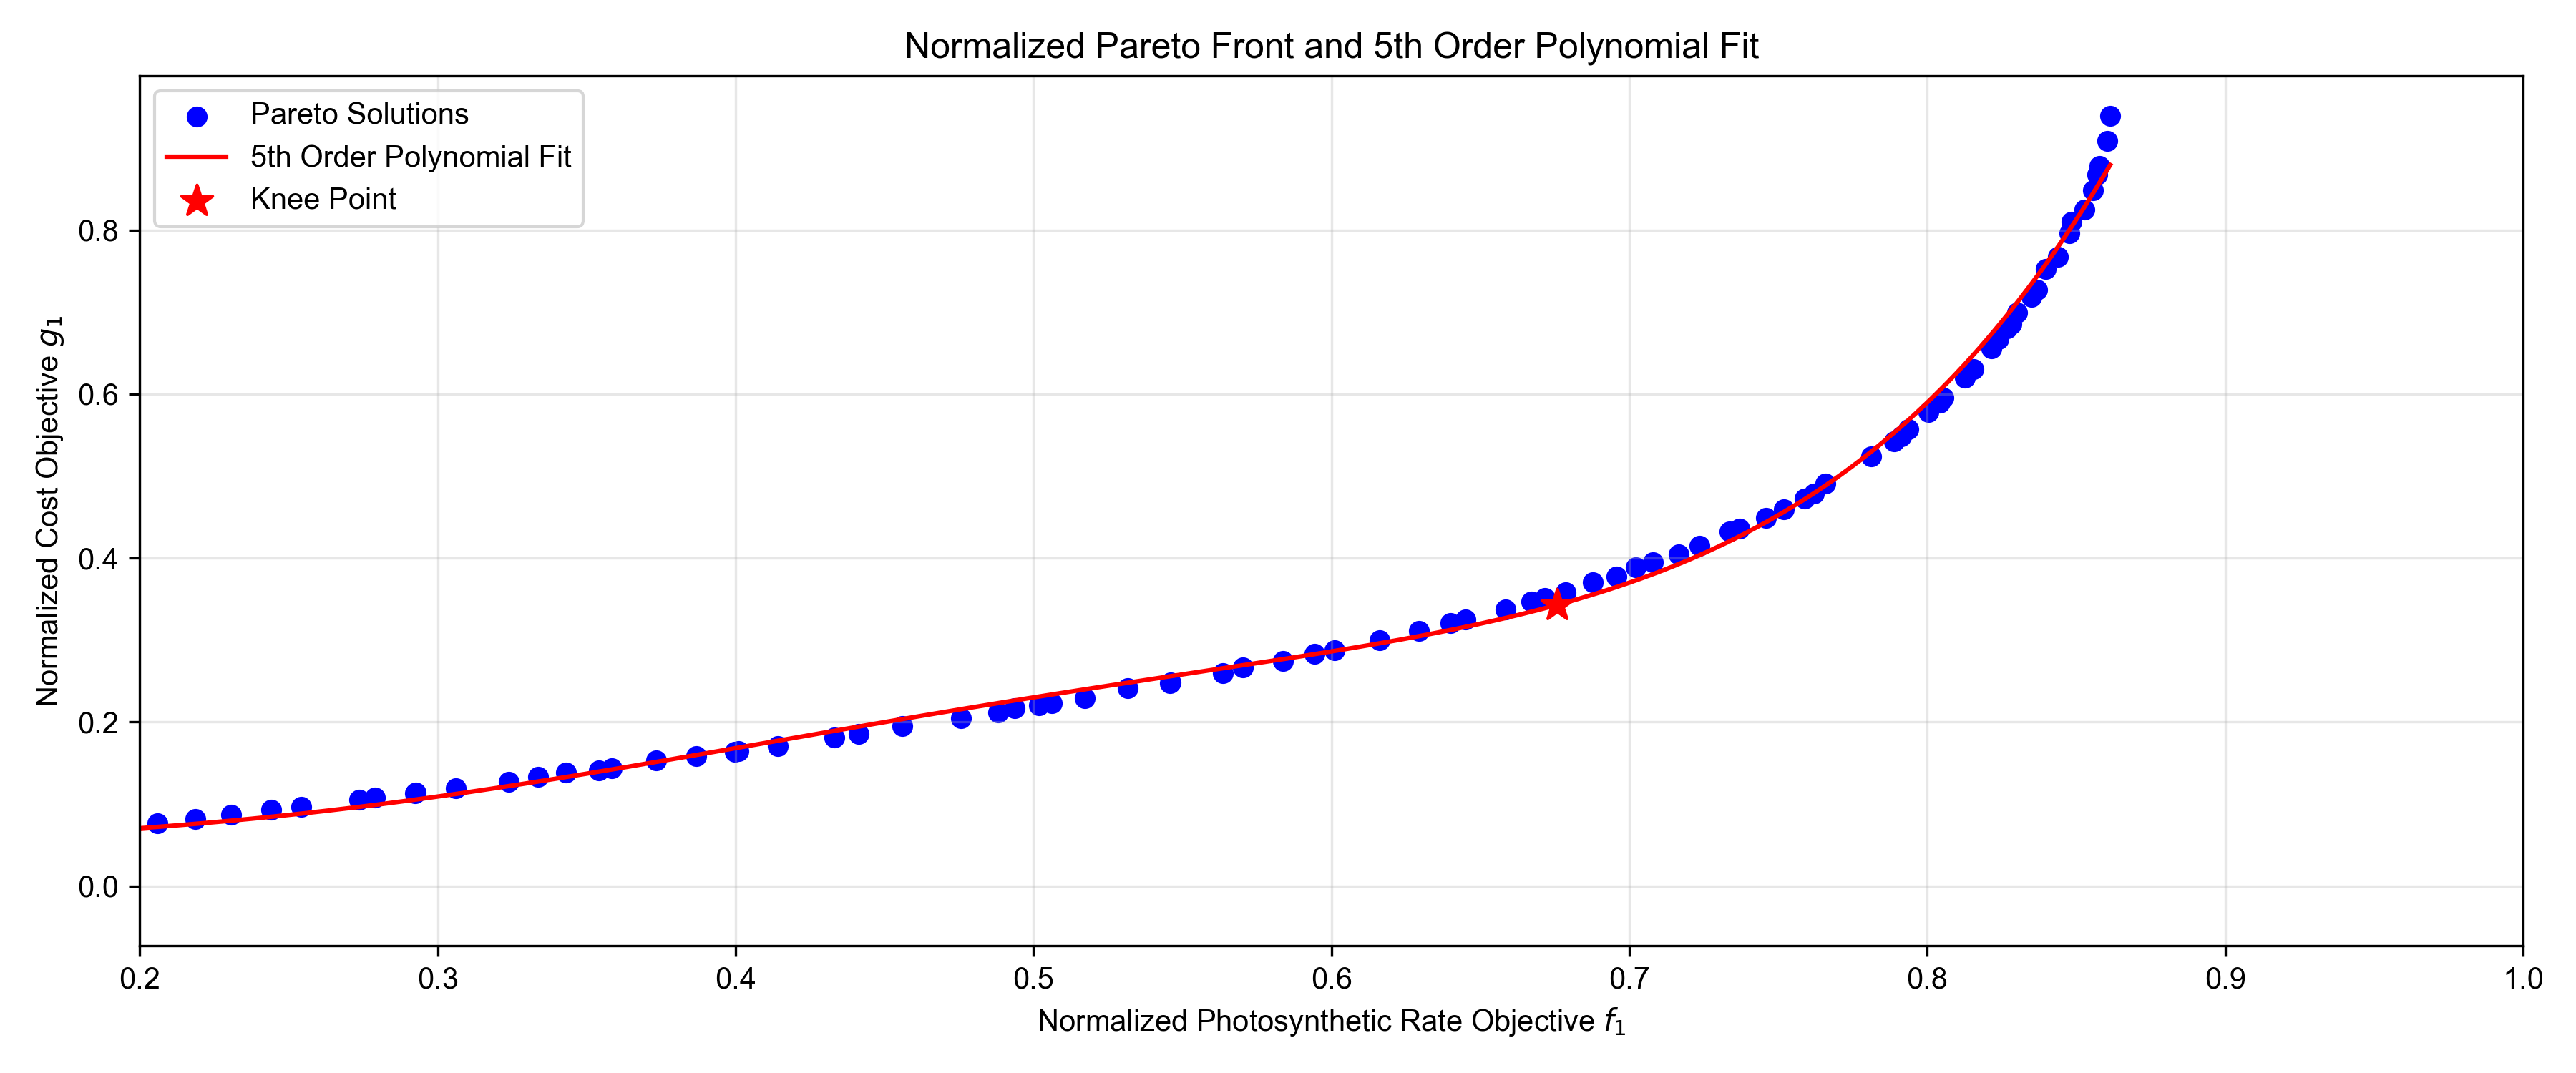 Normalized Pareto Front and 5th Order Polynomial Fit
Pareto Solutions
5th Order Polynomial Fit
Knee Point
Normalized Cost Objective g₁
0.8
0.6
0.4
0.2
0.0
0.2 0.3 0.4 0.5 0.6 0.7 0.8 0.9 1.0
Normalized Photosynthetic Rate Objective f₁